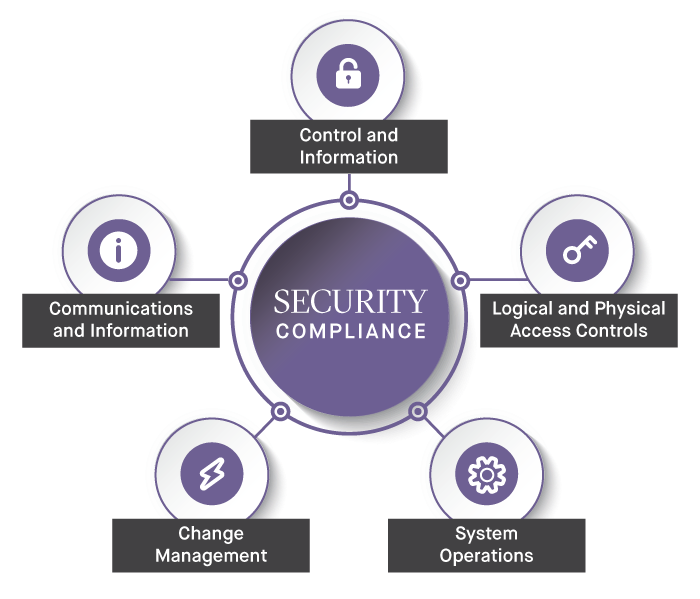 Control and
Information
Communications
and Information
SECURITY
COMPLIANCE
Logical and Physical
Access Controls
Change
Management
System
Operations